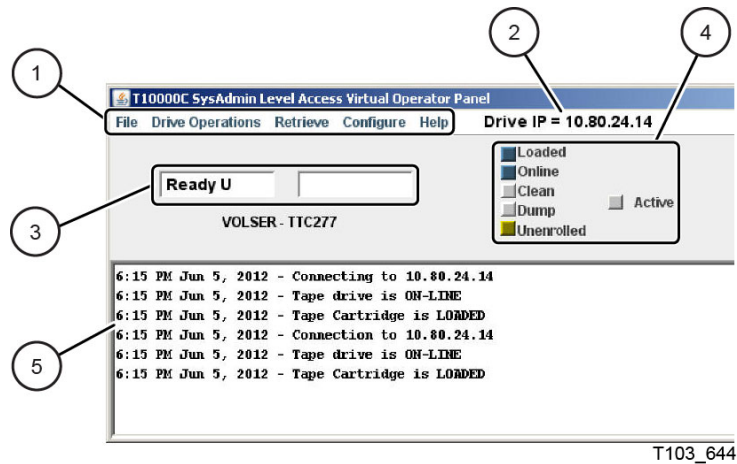 2
4
1
T10000C SysAdmin Level Access Virtual Operator Panel
File Drive Operations Retrieve Configure Help Drive IP = 10.80.24.14
Loaded
Online
Clean
Dump
Unenrolled
Active
Ready U
VOLSER - TTC277
3
6:15 PM Jun 5, 2012 - Connecting to 10.80.24.14
6:15 PM Jun 5, 2012 - Tape drive is ON-LINE
6:15 PM Jun 5, 2012 - Tape Cartridge is LOADED
6:15 PM Jun 5, 2012 - Connection to 10.80.24.14
6:15 PM Jun 5, 2012 - Tape drive is ON-LINE
6:15 PM Jun 5, 2012 - Tape Cartridge is LOADED
5
T103_644